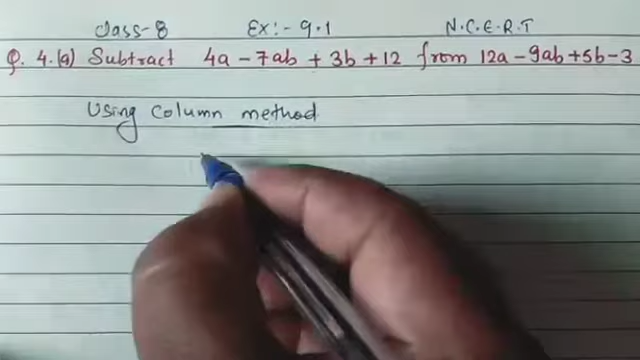 Class-8 Ex:-9.1 N.C.E.R.T
Q. 4.(a) Subtract 4a - 7ab + 3b + 12 from 12a - 9ab + 5b - 3
Using Column method